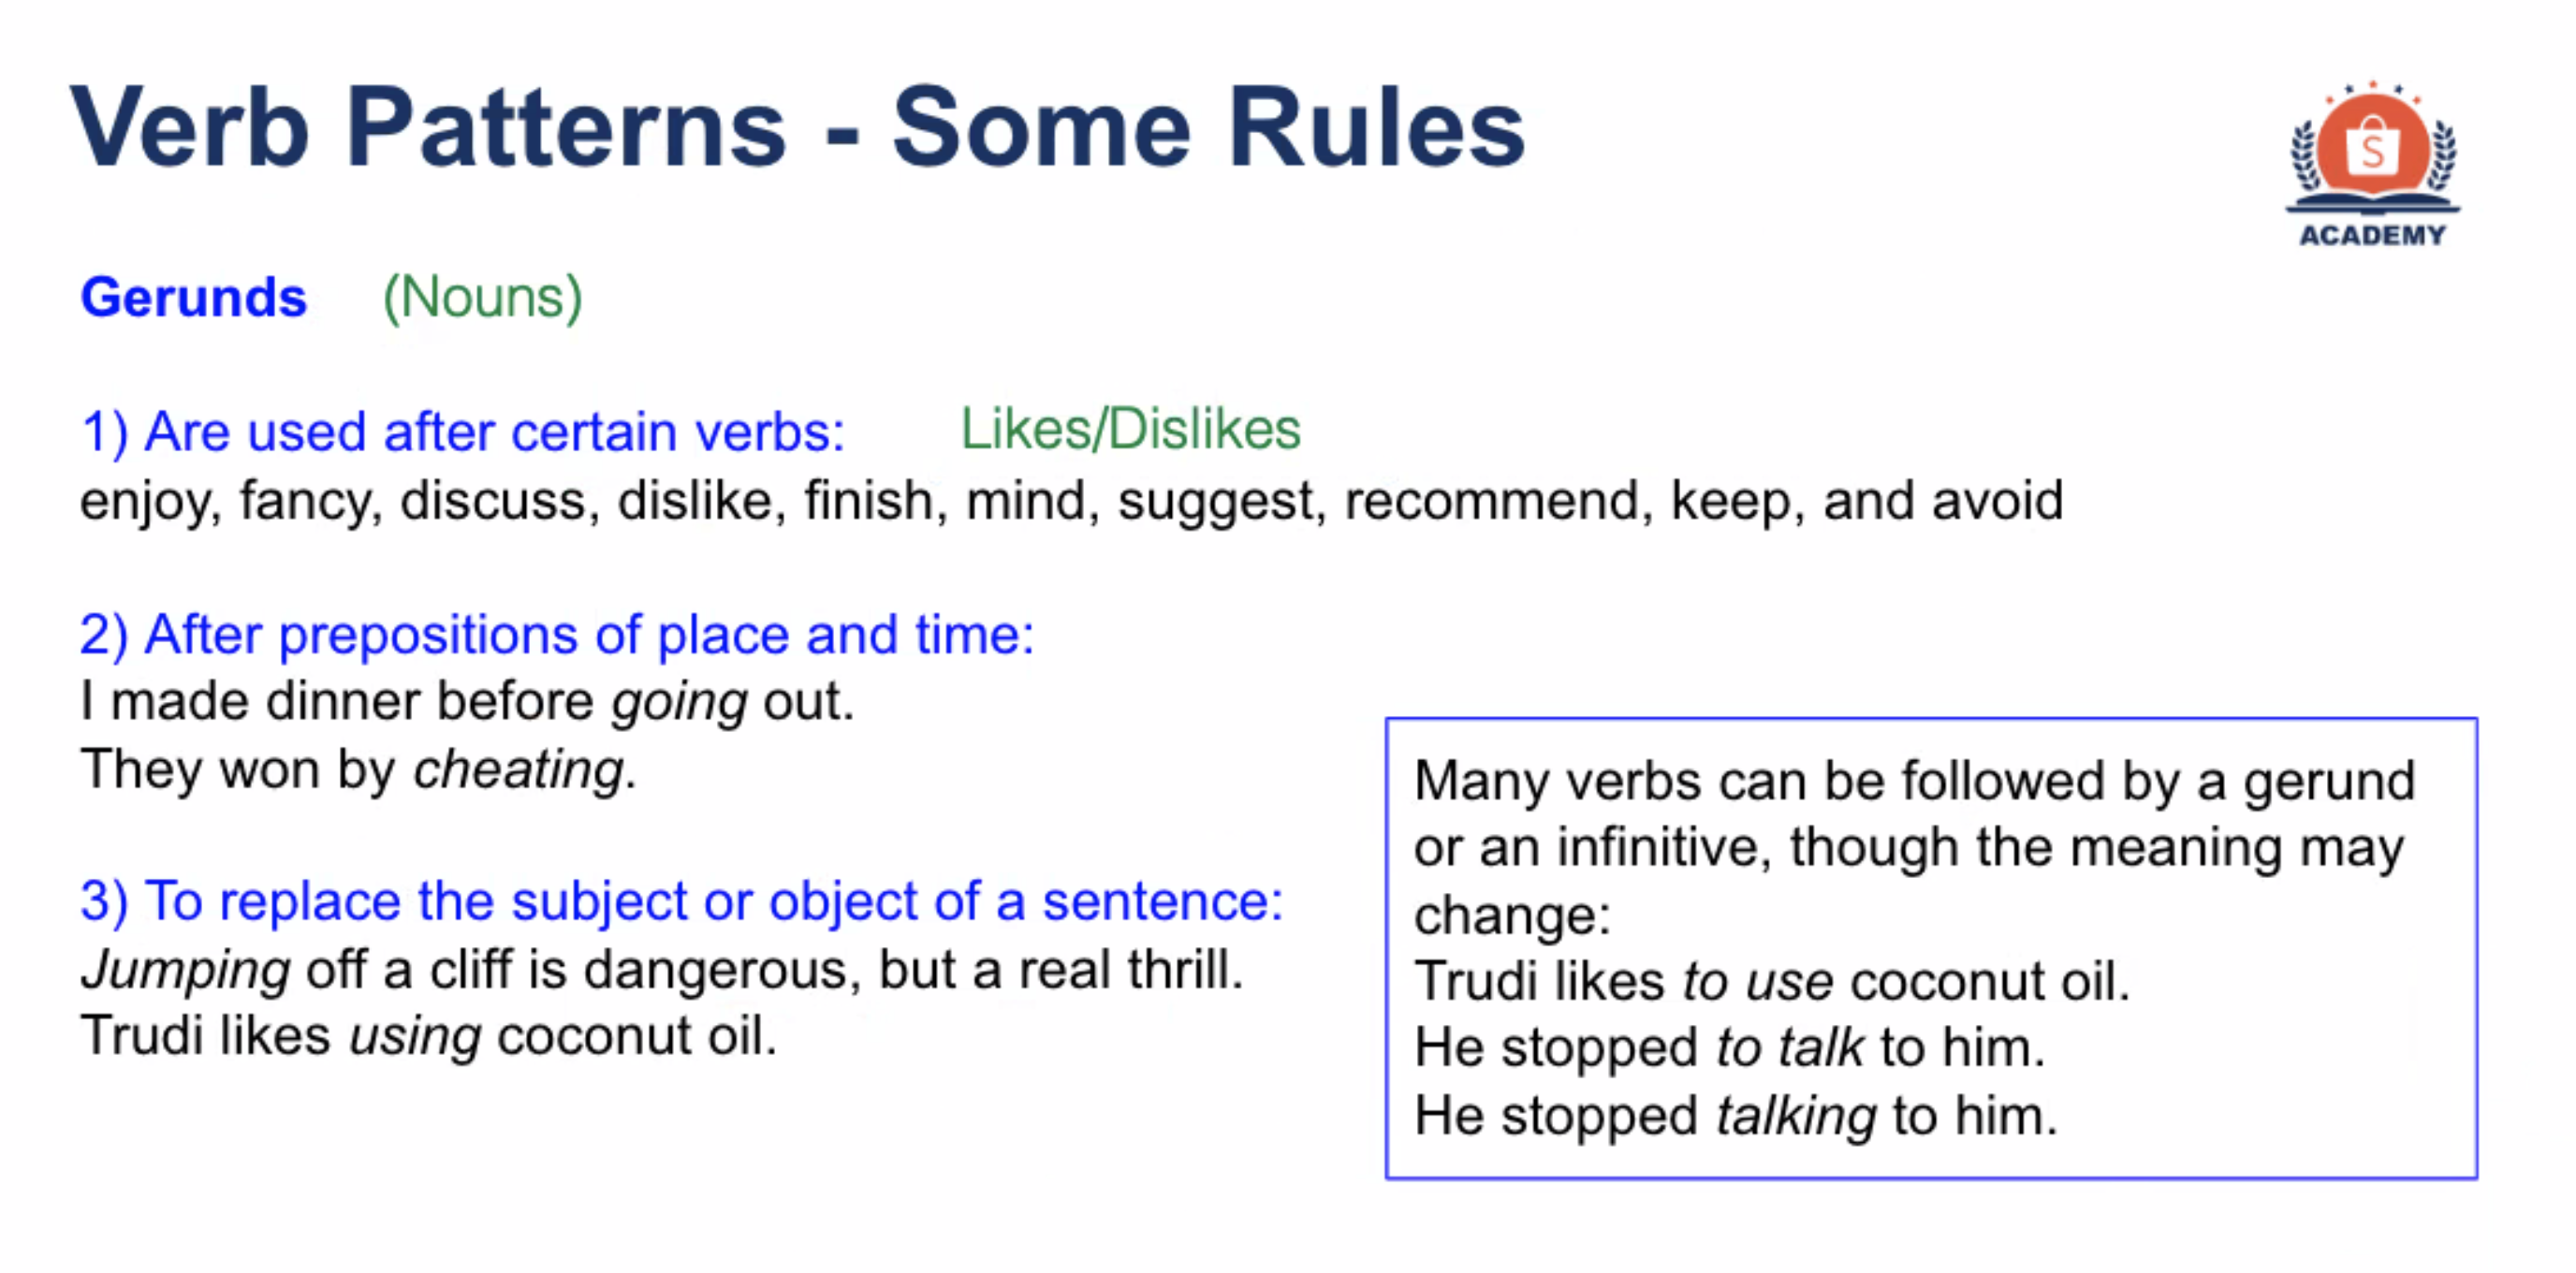 Verb Patterns - Some Rules
S
ACADEMY
Gerunds (Nouns)
1) Are used after certain verbs: Likes/Dislikes
enjoy, fancy, discuss, dislike, finish, mind, suggest, recommend, keep, and avoid
2) After prepositions of place and time:
I made dinner before going out.
They won by cheating.
3) To replace the subject or object of a sentence:
Jumping off a cliff is dangerous, but a real thrill.
Trudi likes using coconut oil.
Many verbs can be followed by a gerund
or an infinitive, though the meaning may
change:
Trudi likes to use coconut oil.
He stopped to talk to him.
He stopped talking to him.